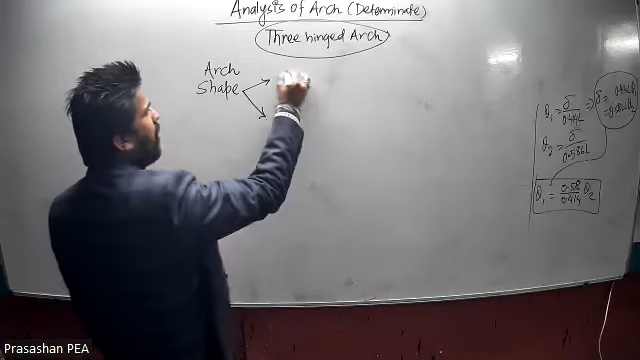 Analysis of Arch (Determinate)
Three hinged Arch
Arch
Shape
θ₁ = δ/0.414L ⇒ δ =
θ₂ = δ/0.586L
θ₁ = 0.58/0.414 θ₂
Prasashan PEA